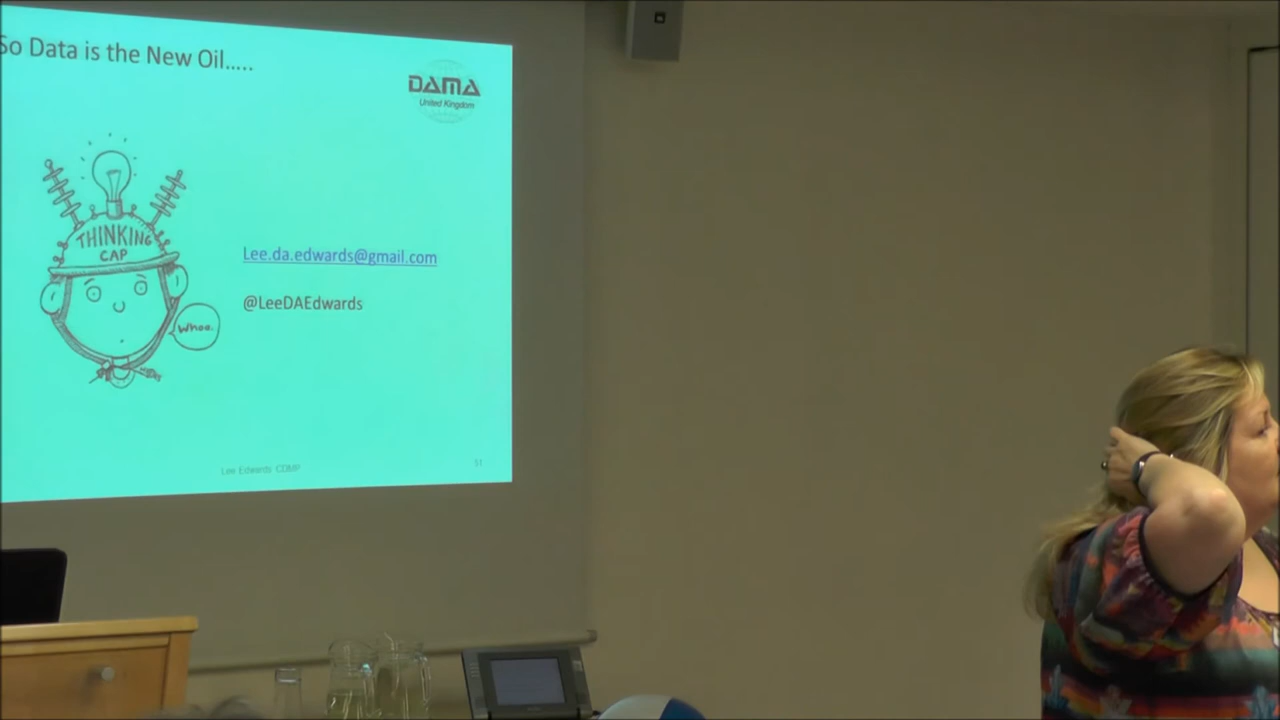 So Data is the New Oil.....
DAMA
United Kingdom
THINKING
CAP
Lee.da.edwards@gmail.com
@LeeDAEdwards
Whoo.
Lee Edwards CDMP